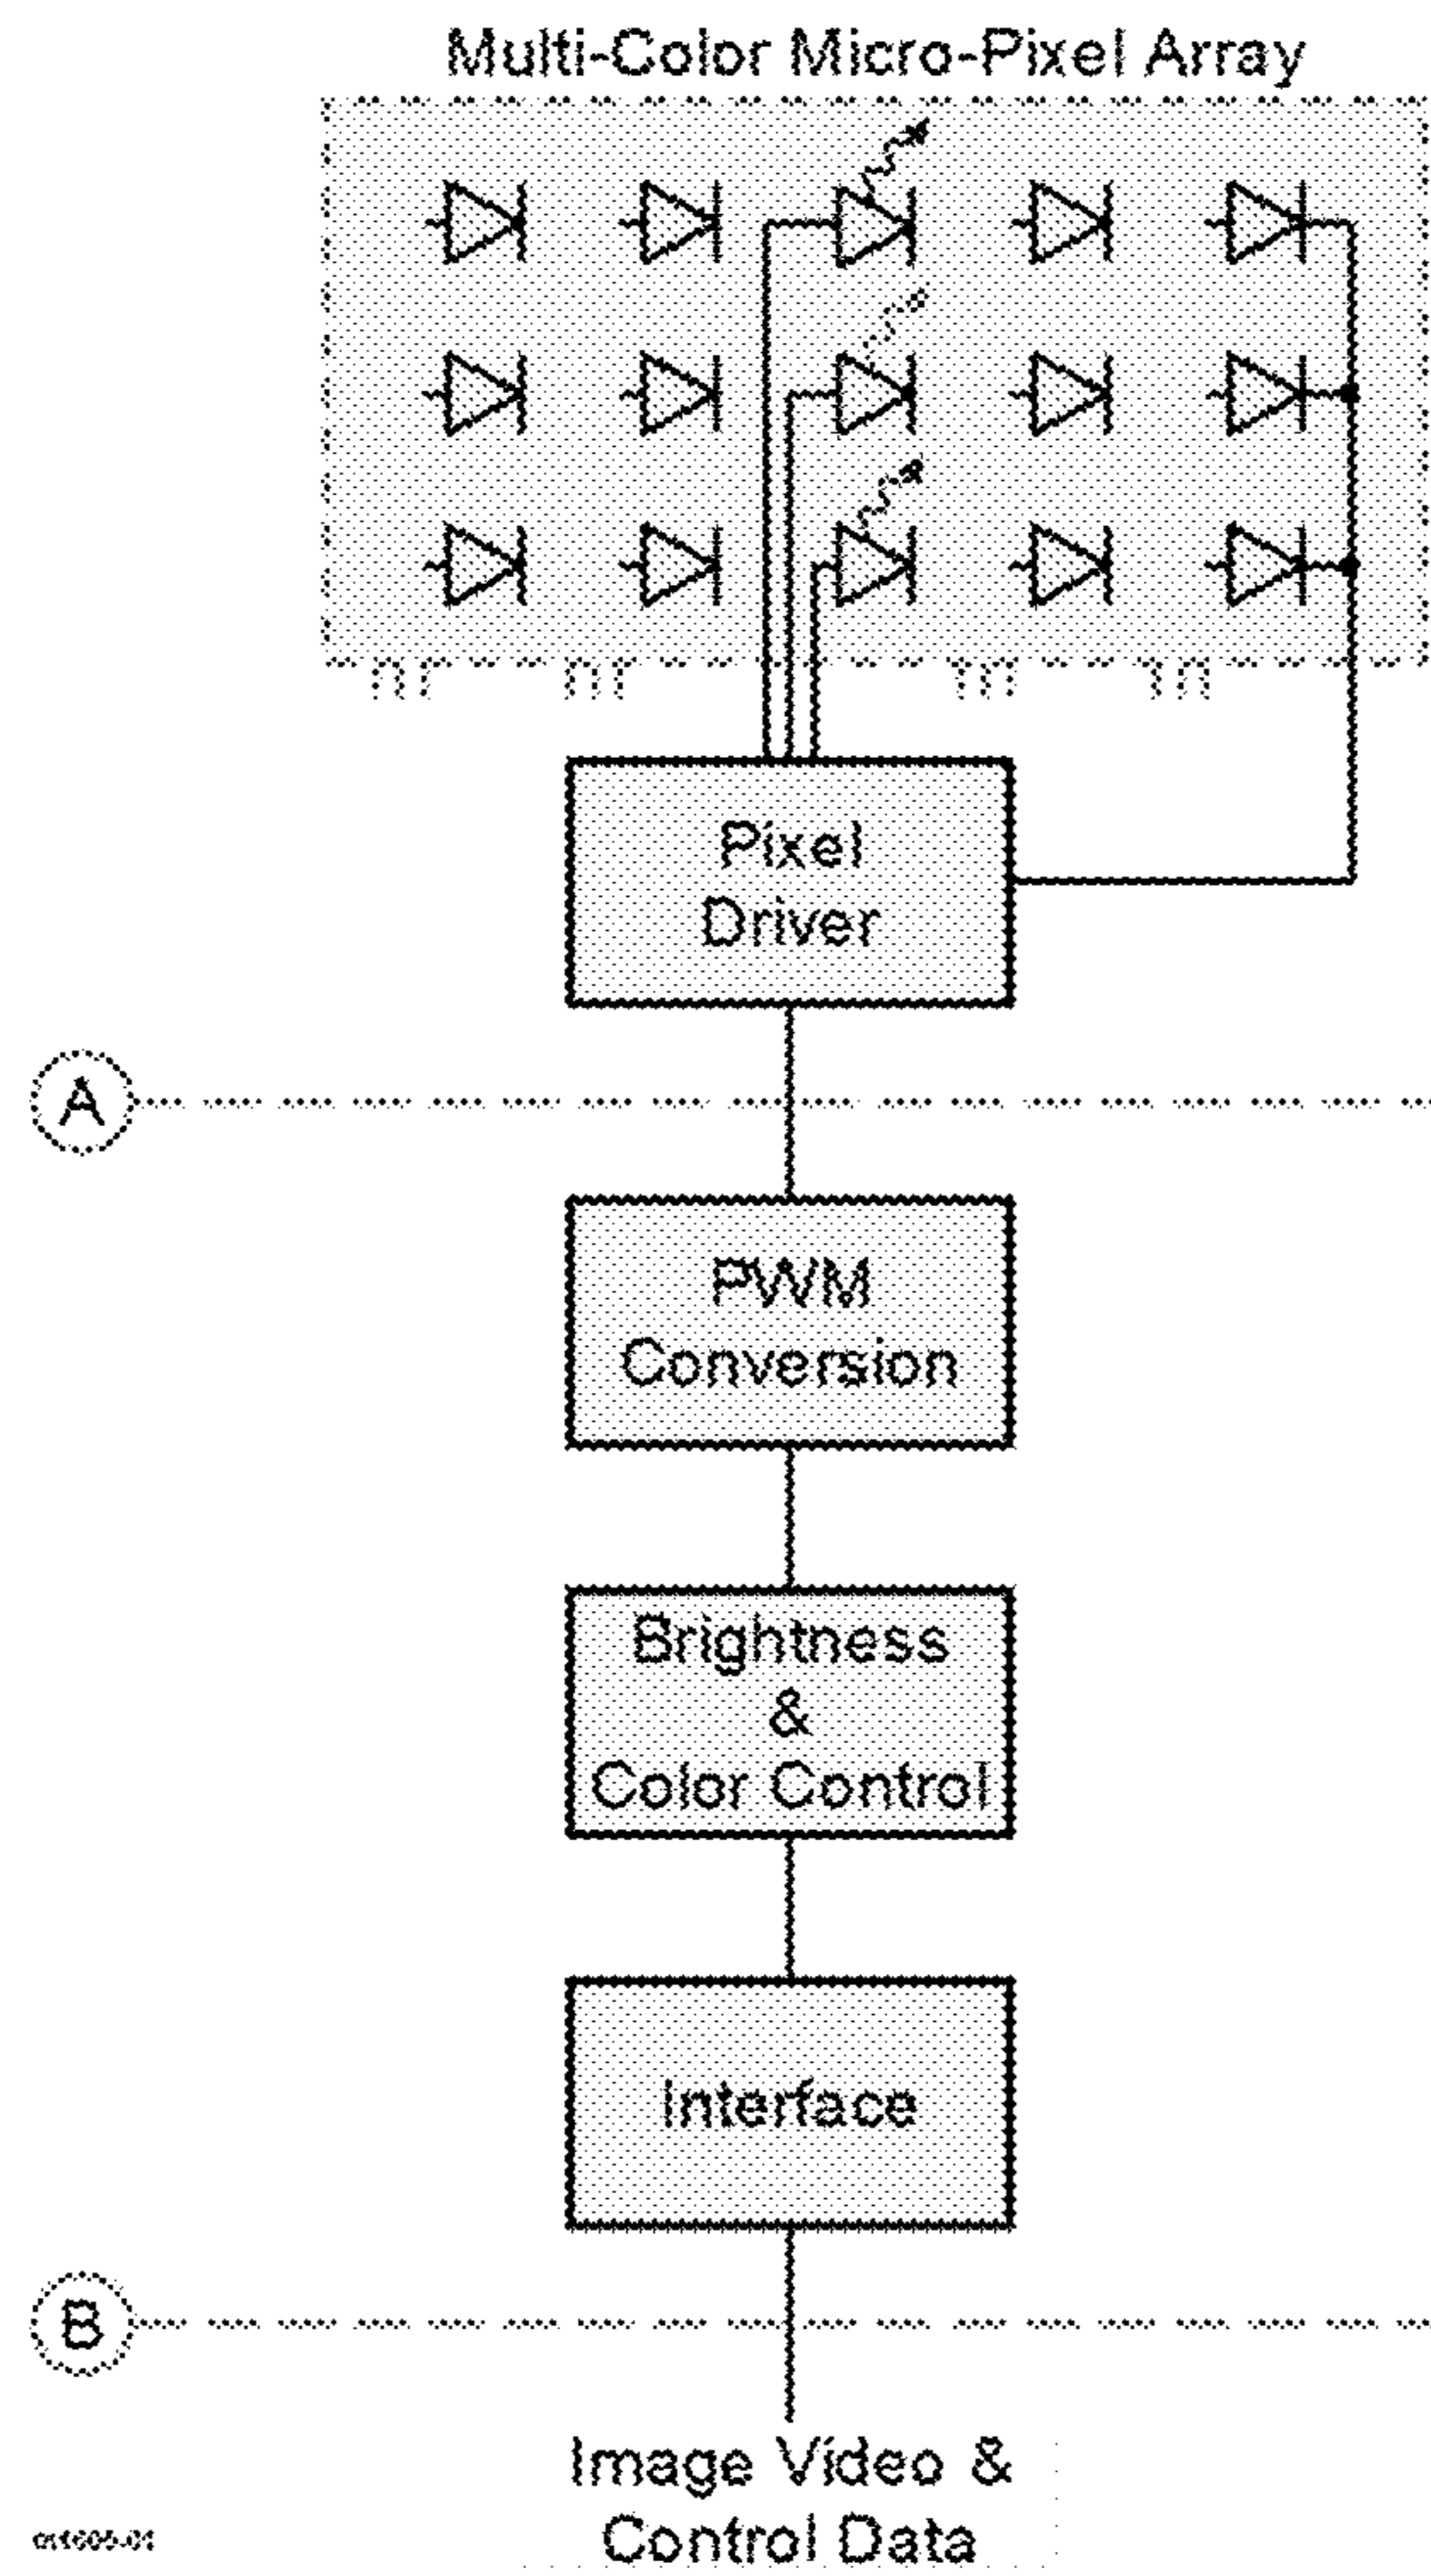 Multi-Color Micro-Pixel Array
Pixel
Driver
A
PWM
Conversion
Brightness
&
Color Control
Interface
B
Image Video &
Control Data